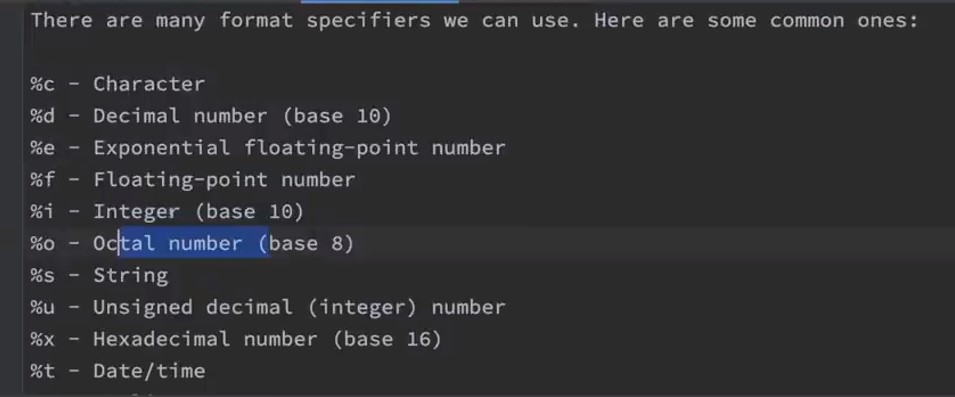 There are many format specifiers we can use. Here are some common ones:
%c - Character
%d - Decimal number (base 10)
%e - Exponential floating-point number
%f - Floating-point number
%i - Integer (base 10)
%o - Octal number (base 8)
%s - String
%u - Unsigned decimal (integer) number
%x - Hexadecimal number (base 16)
%t - Date/time